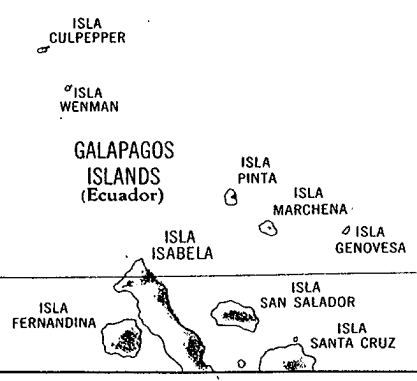 ISLA
CULPEPPER
ISLA
WENMAN
GALAPAGOS
ISLANDS
(Ecuador)
ISLA
PINTA
ISLA
MARCHENA
ISLA
GENOVESA
ISLA
ISABELA
ISLA
FERNANDINA
ISLA
SAN SALADOR
ISLA
SANTA CRUZ